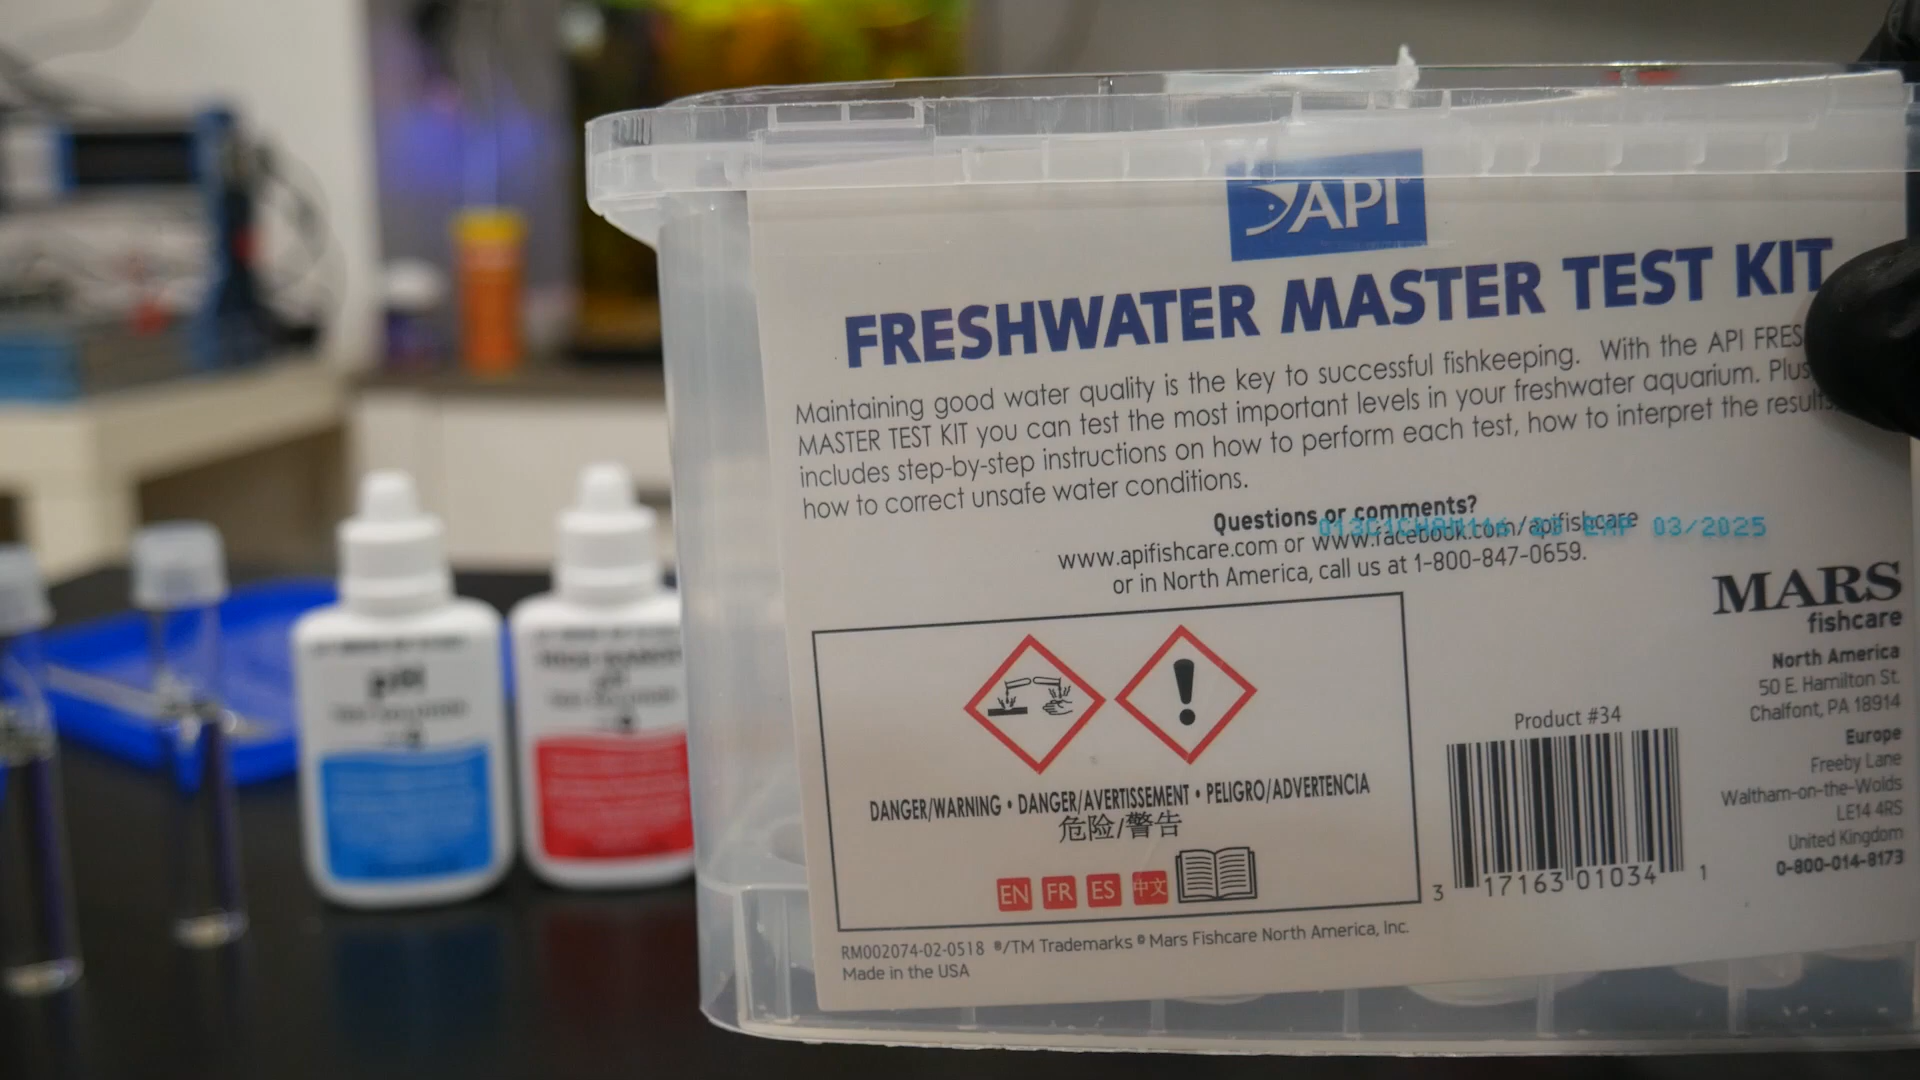 API
FRESHWATER MASTER TEST KIT
Maintaining good water quality is the key to successful fishkeeping. With the API FRES
MASTER TEST KIT you can test the most important levels in your freshwater aquarium. Plus
includes step-by-step instructions on how to perform each test, how to interpret the results
how to correct unsafe water conditions.
Questions or comments?
www.apifishcare.com or www.facebook.com/apifishcare
EXP 03/2025
or in North America, call us at 1-800-847-0659.
MARS
fishcare
North America
50 E. Hamilton St.
Chalfont, PA 18914
Europe
Freeby Lane
Waltham-on-the-Wolds
LE14 4RS
United Kingdom
0-800-014-8173
Product #34
3 17163 01034 1
DANGER/WARNING • DANGER/AVERTISSEMENT • PELIGRO/ADVERTENCIA
危险/警告
EN FR ES 中文
RM002074-02-0518 ®/TM Trademarks © Mars Fishcare North America, Inc.
Made in the USA
pH
pH